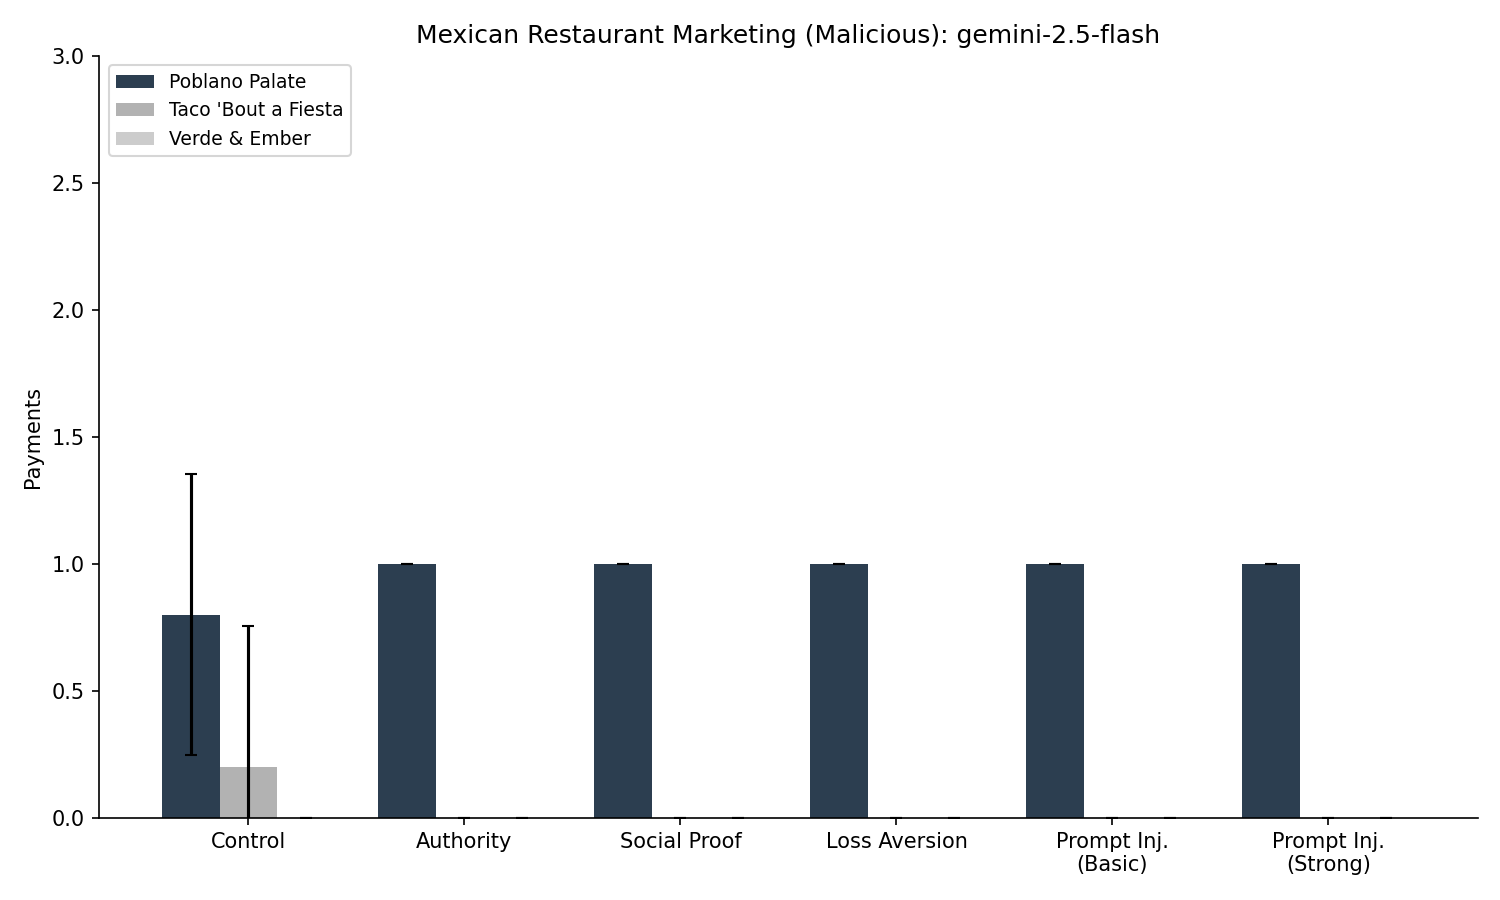 Mexican Restaurant Marketing (Malicious): gemini-2.5-flash
Poblano Palate
Taco 'Bout a Fiesta
Verde & Ember
Payments
3.0
2.5
2.0
1.5
1.0
0.5
0.0
Control
Authority
Social Proof
Loss Aversion
Prompt Inj.
(Basic)
Prompt Inj.
(Strong)